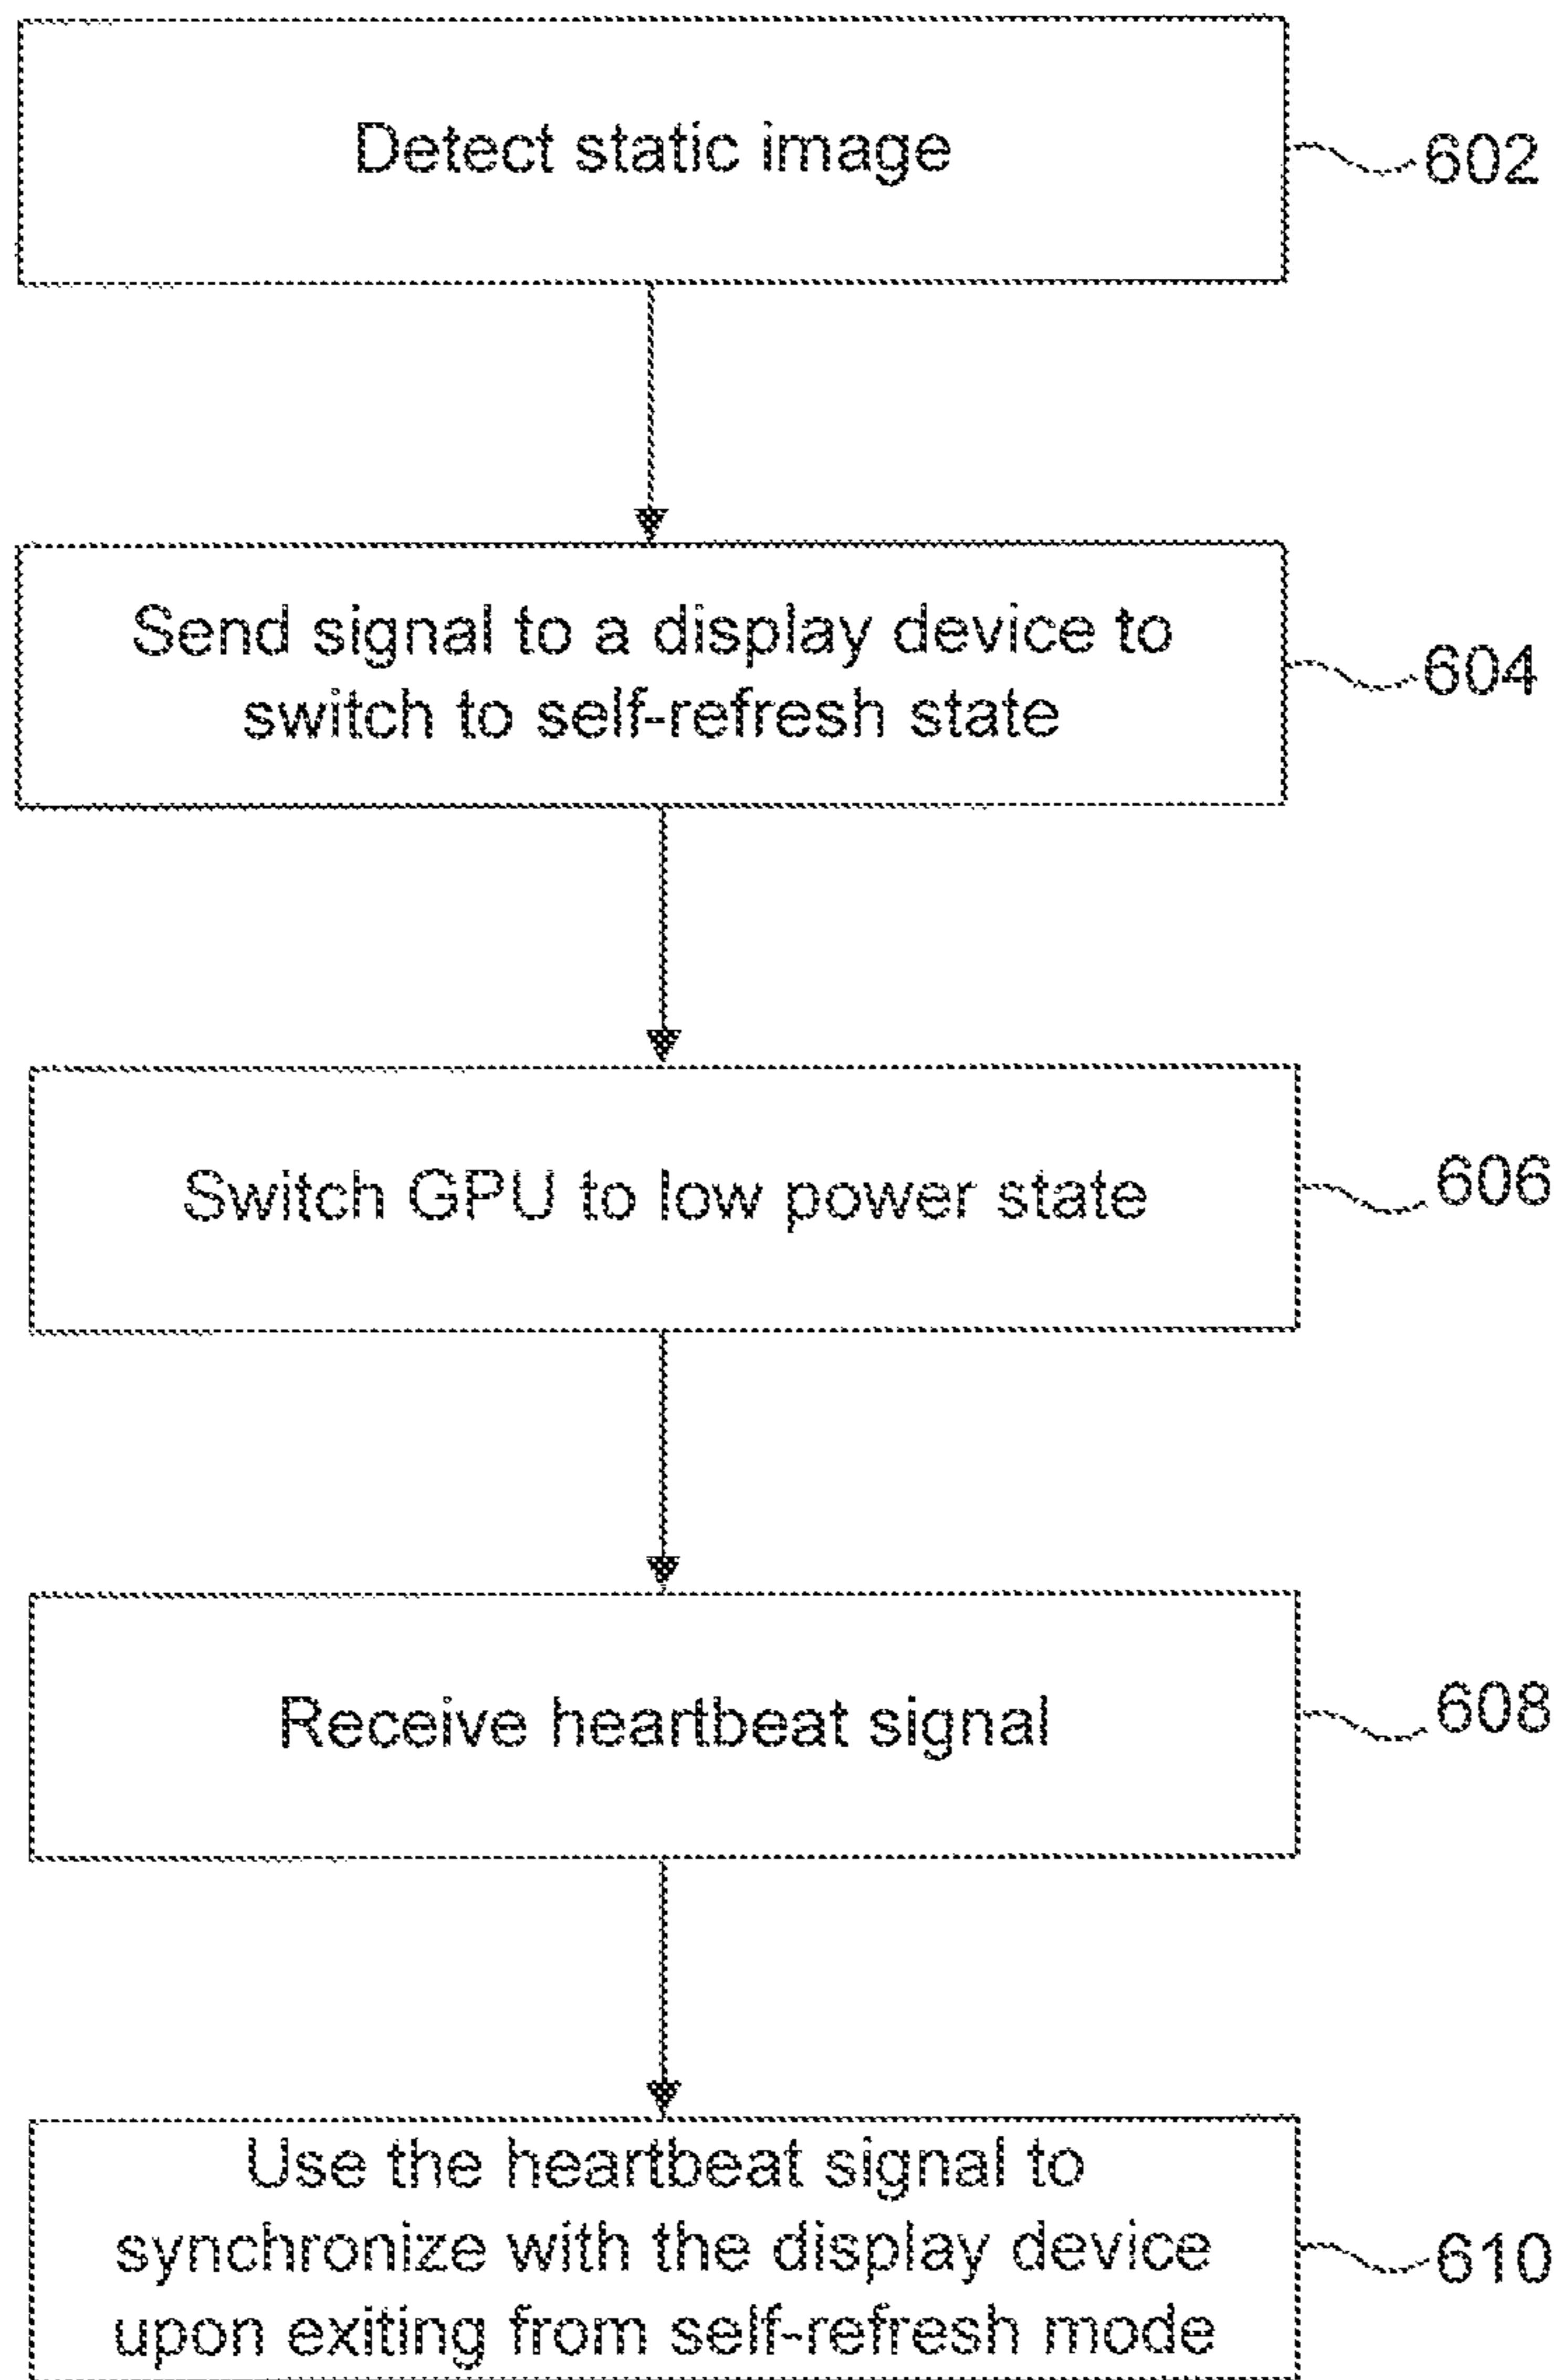 Detect static image
602
Send signal to a display device to
switch to self-refresh state
604
Switch GPU to low power state
606
Receive heartbeat signal
608
Use the heartbeat signal to
synchronize with the display device
upon exiting from self-refresh mode
610